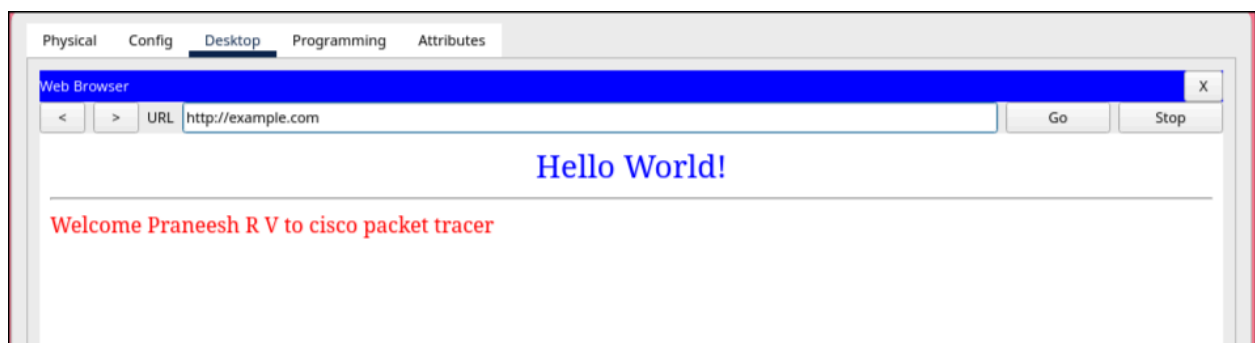 Physical Config Desktop Programming Attributes
Web Browser X
< > URL http://example.com Go Stop
Hello World!
Welcome Praneesh R V to cisco packet tracer